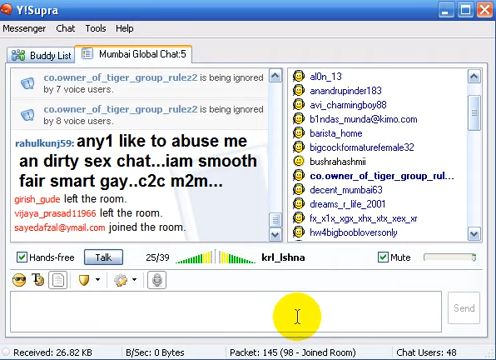 Y!Supra
Messenger Chat Tools Help
Buddy List Mumbai Global Chat:5
co.owner_of_tiger_group_rulez2 is being ignored
by 7 voice users.
co.owner_of_tiger_group_rulez2 is being ignored
by 8 voice users.
rahulkunj59: any1 like to abuse me
an dirty sex chat...iam smooth
fair smart gay..c2c m2m...
girish_gude left the room.
vijaya_prasad11966 left the room.
sayedafzal@ymail.com joined the room.
al0n_13
anandrupinder183
avi_charmingboy88
b1ndas_munda@kimo.com
barista_home
bigcockformaturefemale32
bushrahashmii
co.owner_of_tiger_group_rul...
decent_mumbai63
dreams_r_life_2001
fx_x1x_xgx_xhx_xtx_xex_xr
hw4bigboobloversonly
Hands-free Talk 25/39 krl_lshna Mute
Send
Received: 26.82 KB B/Sec: 0 Bytes Packet: 145 (98 - Joined Room) Chat Users: 48